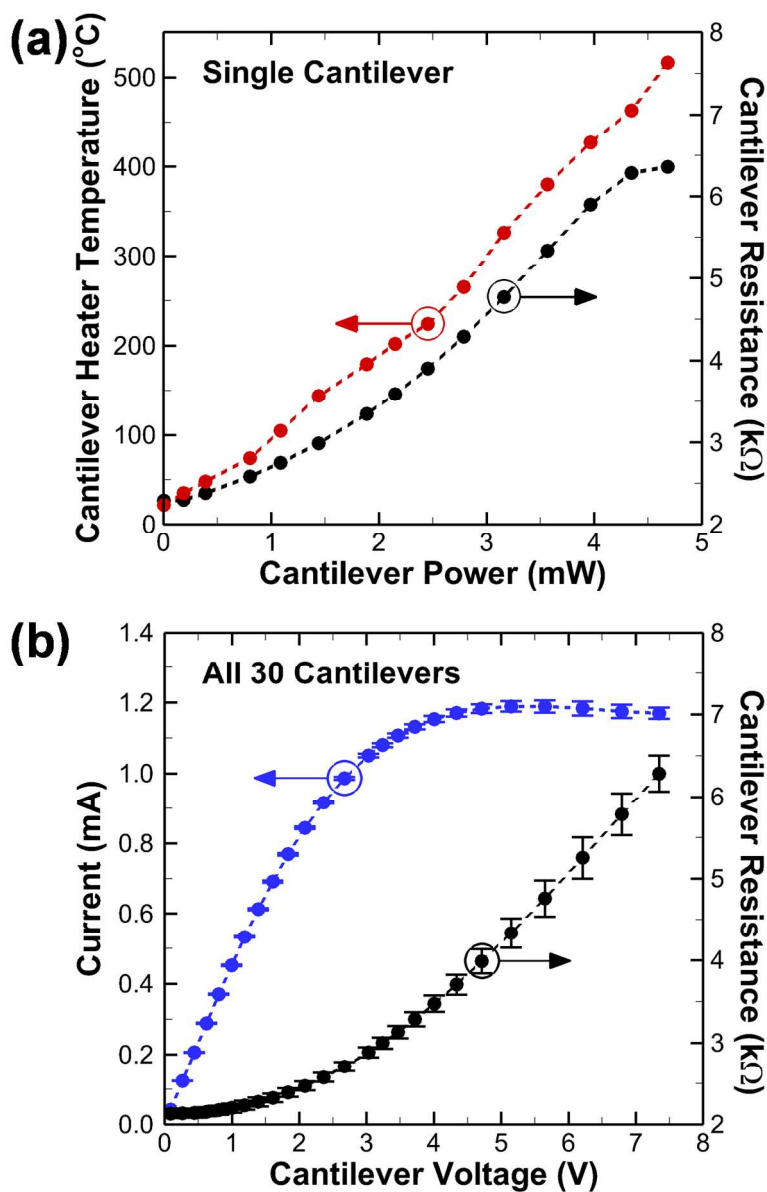 (a)
Single Cantilever
Cantilever Heater Temperature (°C)
500
400
300
200
100
0
8
7
6
5
4
3
2
Cantilever Resistance (kΩ)
0 1 2 3 4 5
Cantilever Power (mW)
(b)
All 30 Cantilevers
Current (mA)
1.4
1.2
1.0
0.8
0.6
0.4
0.2
0.0
8
7
6
5
4
3
2
Cantilever Resistance (kΩ)
0 1 2 3 4 5 6 7 8
Cantilever Voltage (V)